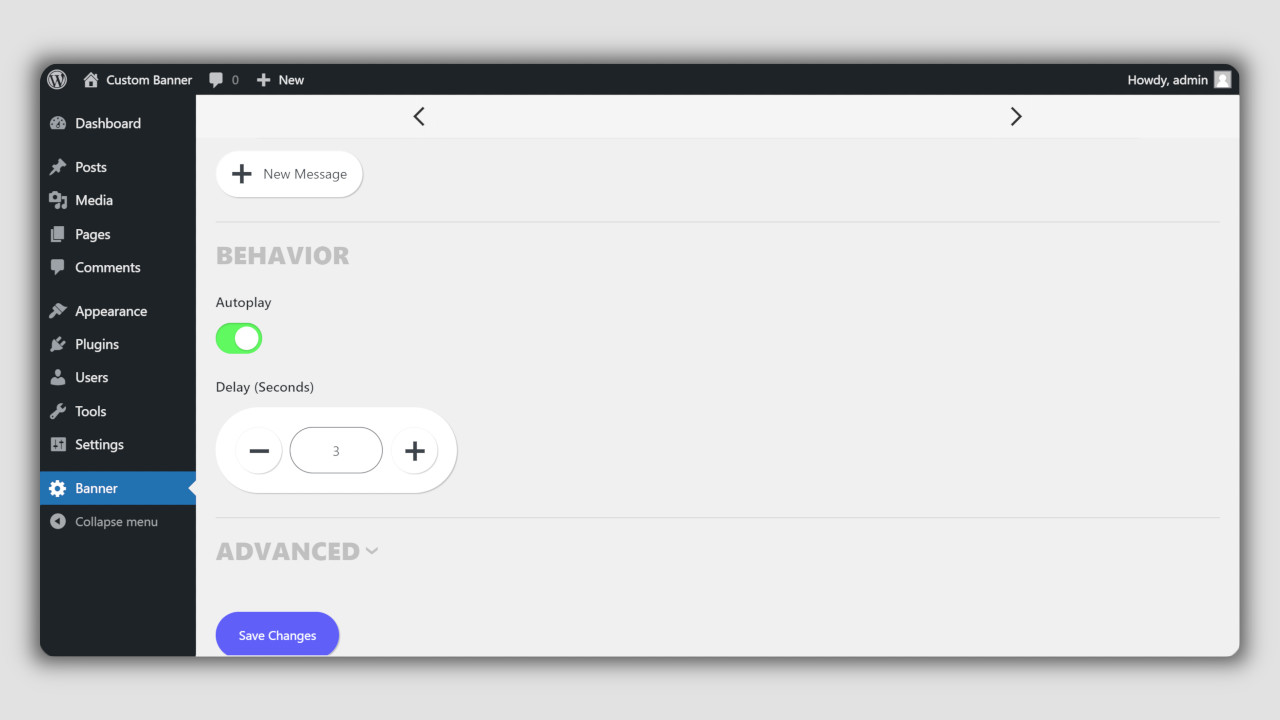 Custom Banner 0 New Howdy, admin
Dashboard
Posts
Media
Pages
Comments
Appearance
Plugins
Users
Tools
Settings
Banner
Collapse menu
New Message
BEHAVIOR
Autoplay
Delay (Seconds)
3
ADVANCED
Save Changes